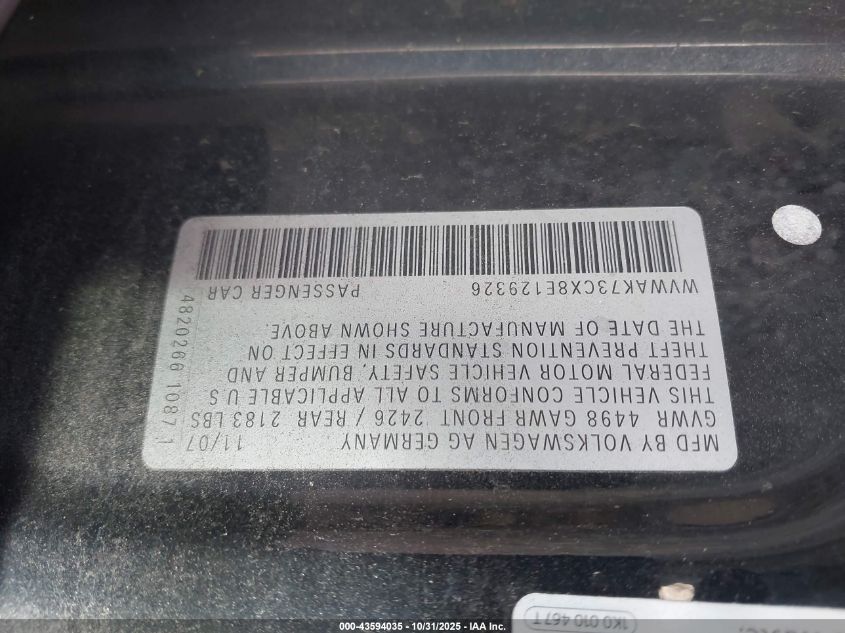 MFD BY VOLKSWAGEN AG GERMANY 11/07
GVWR 4498 GAWR FRONT 2426 / REAR 2183 LBS
THIS VEHICLE CONFORMS TO ALL APPLICABLE U S
FEDERAL MOTOR VEHICLE SAFETY, BUMPER AND
THEFT PREVENTION STANDARDS IN EFFECT ON
THE DATE OF MANUFACTURE SHOWN ABOVE.
WVWAK73CX8E129326 PASSENGER CAR
4820266 1087 1
1K0 010 467 T
000-43594035 - 10/31/2025 - IAA Inc.